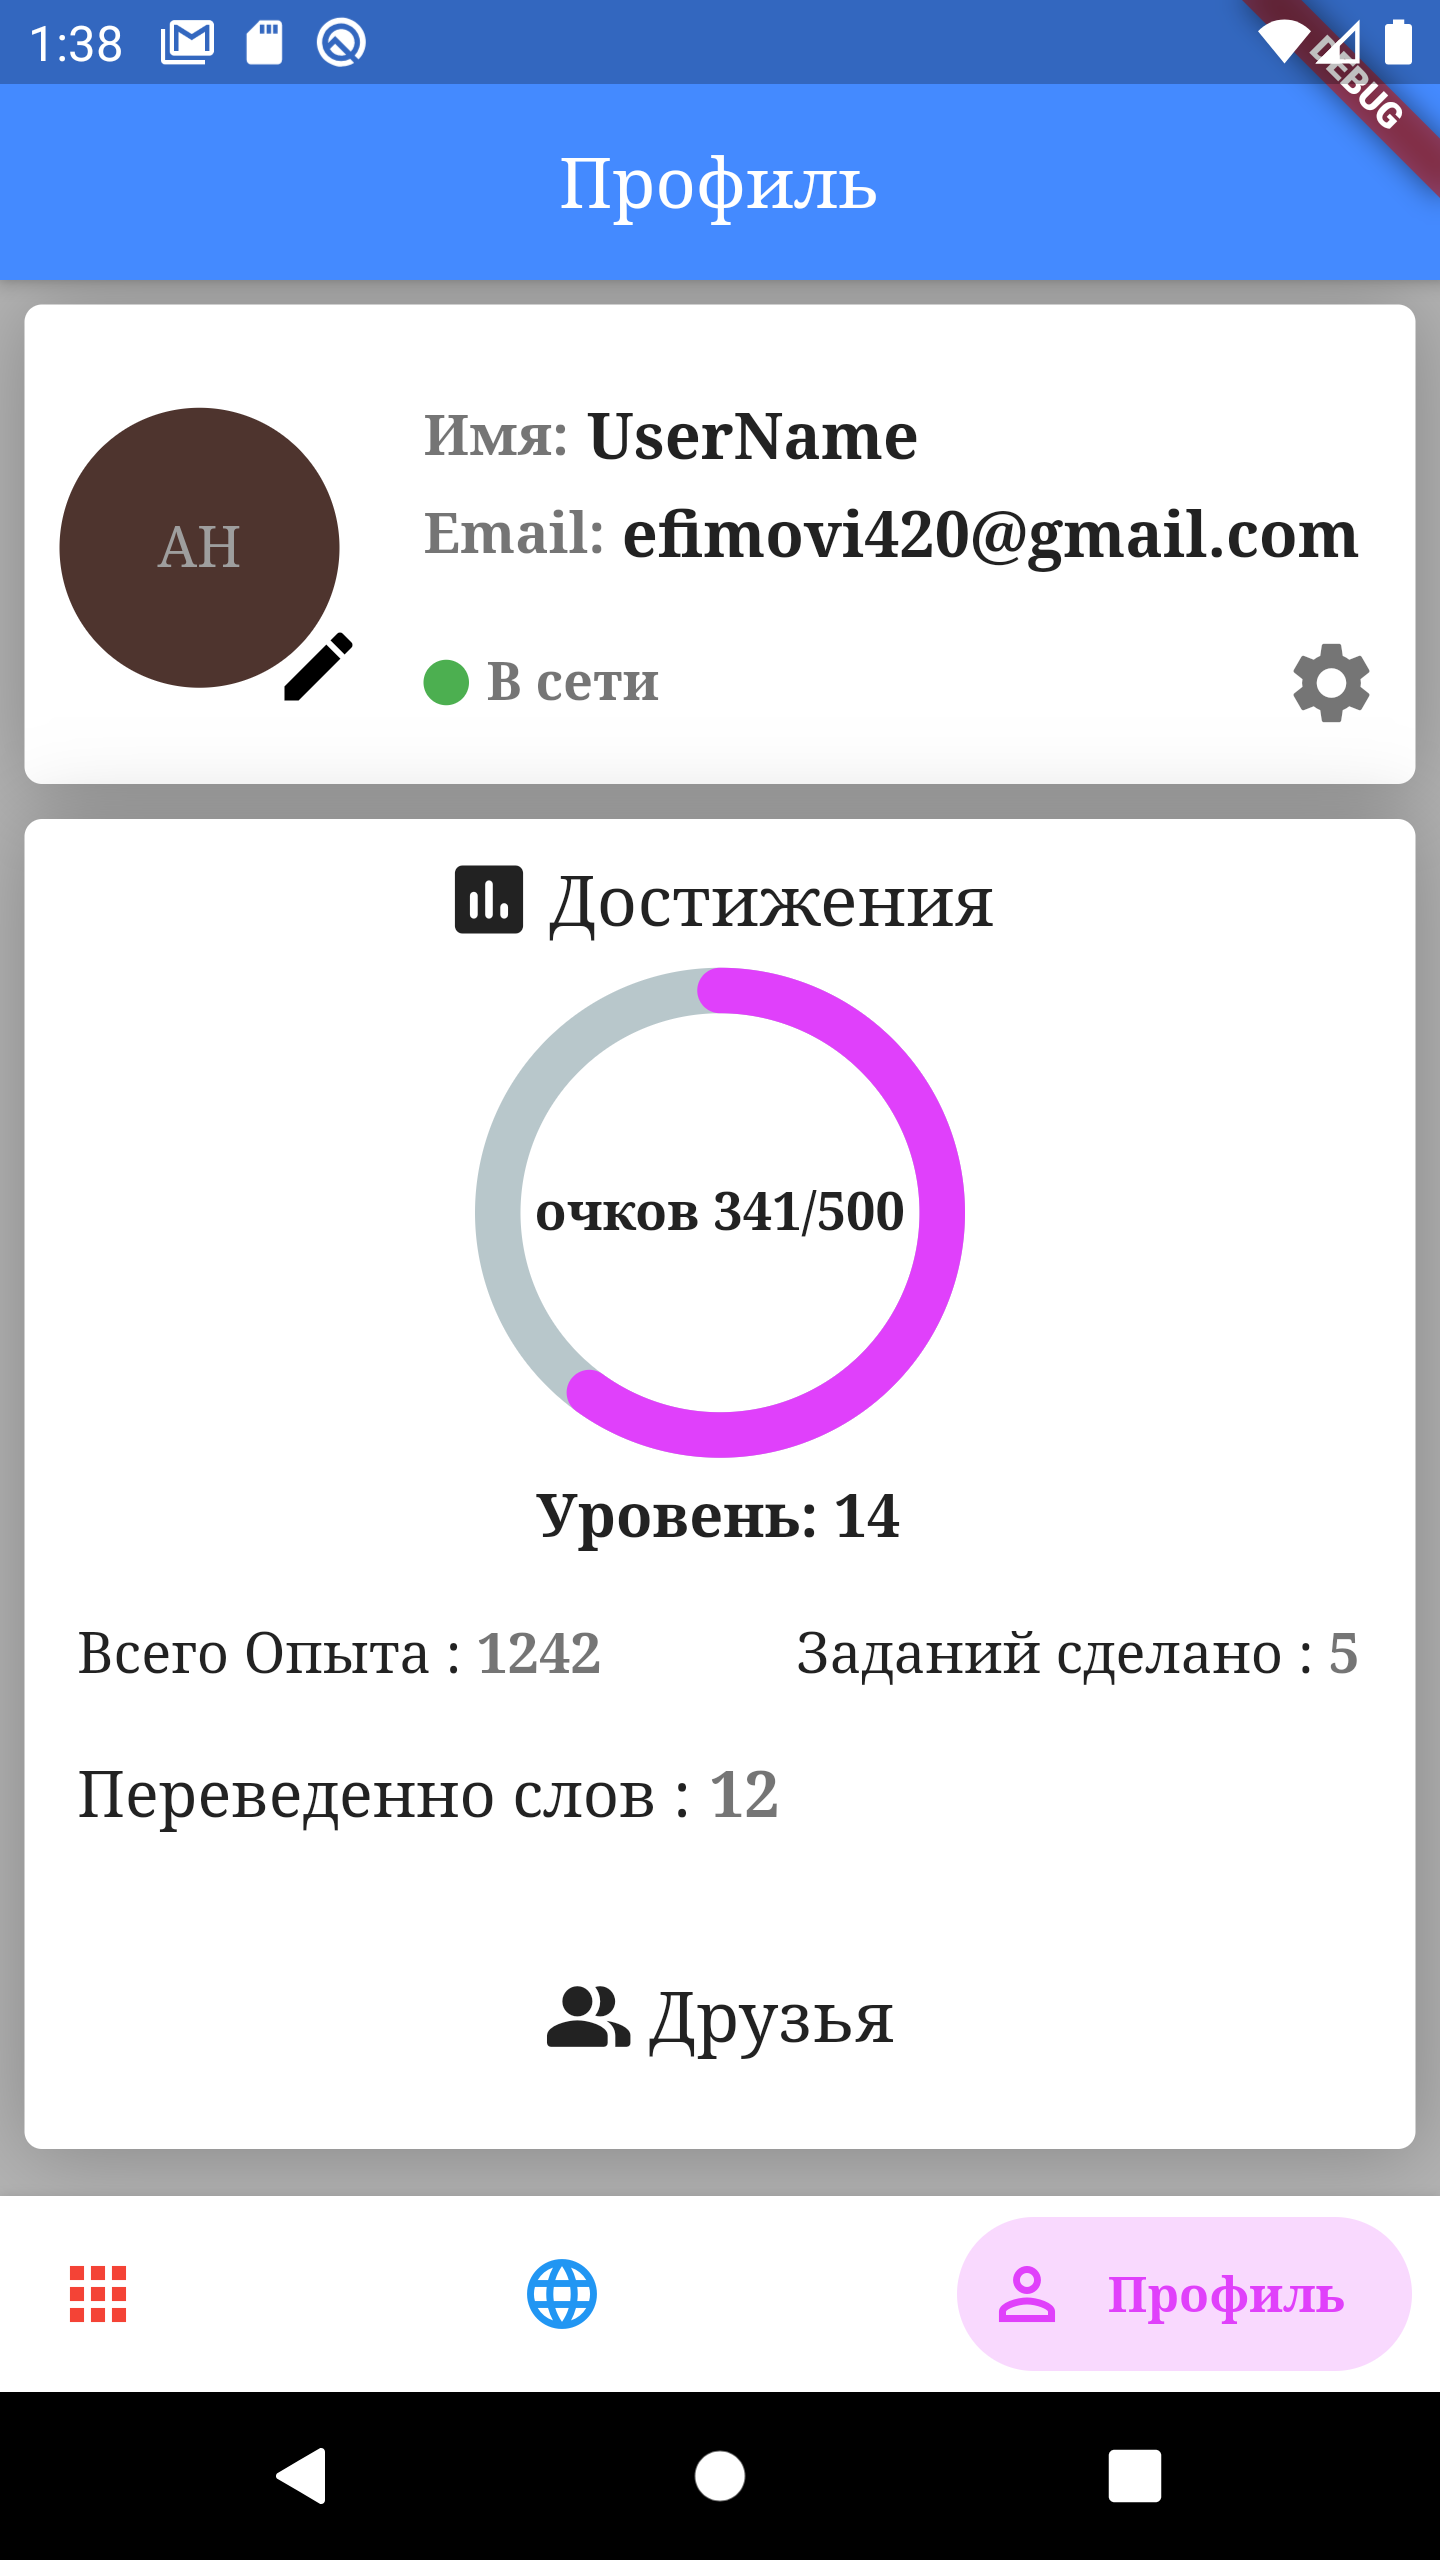 1:38
DEBUG
Профиль
АН
Имя: UserName
Email: efimovi420@gmail.com
В сети
Достижения
очков 341/500
Уровень: 14
Всего Опыта : 1242 Заданий сделано : 5
Переведенно слов : 12
Друзья
Профиль